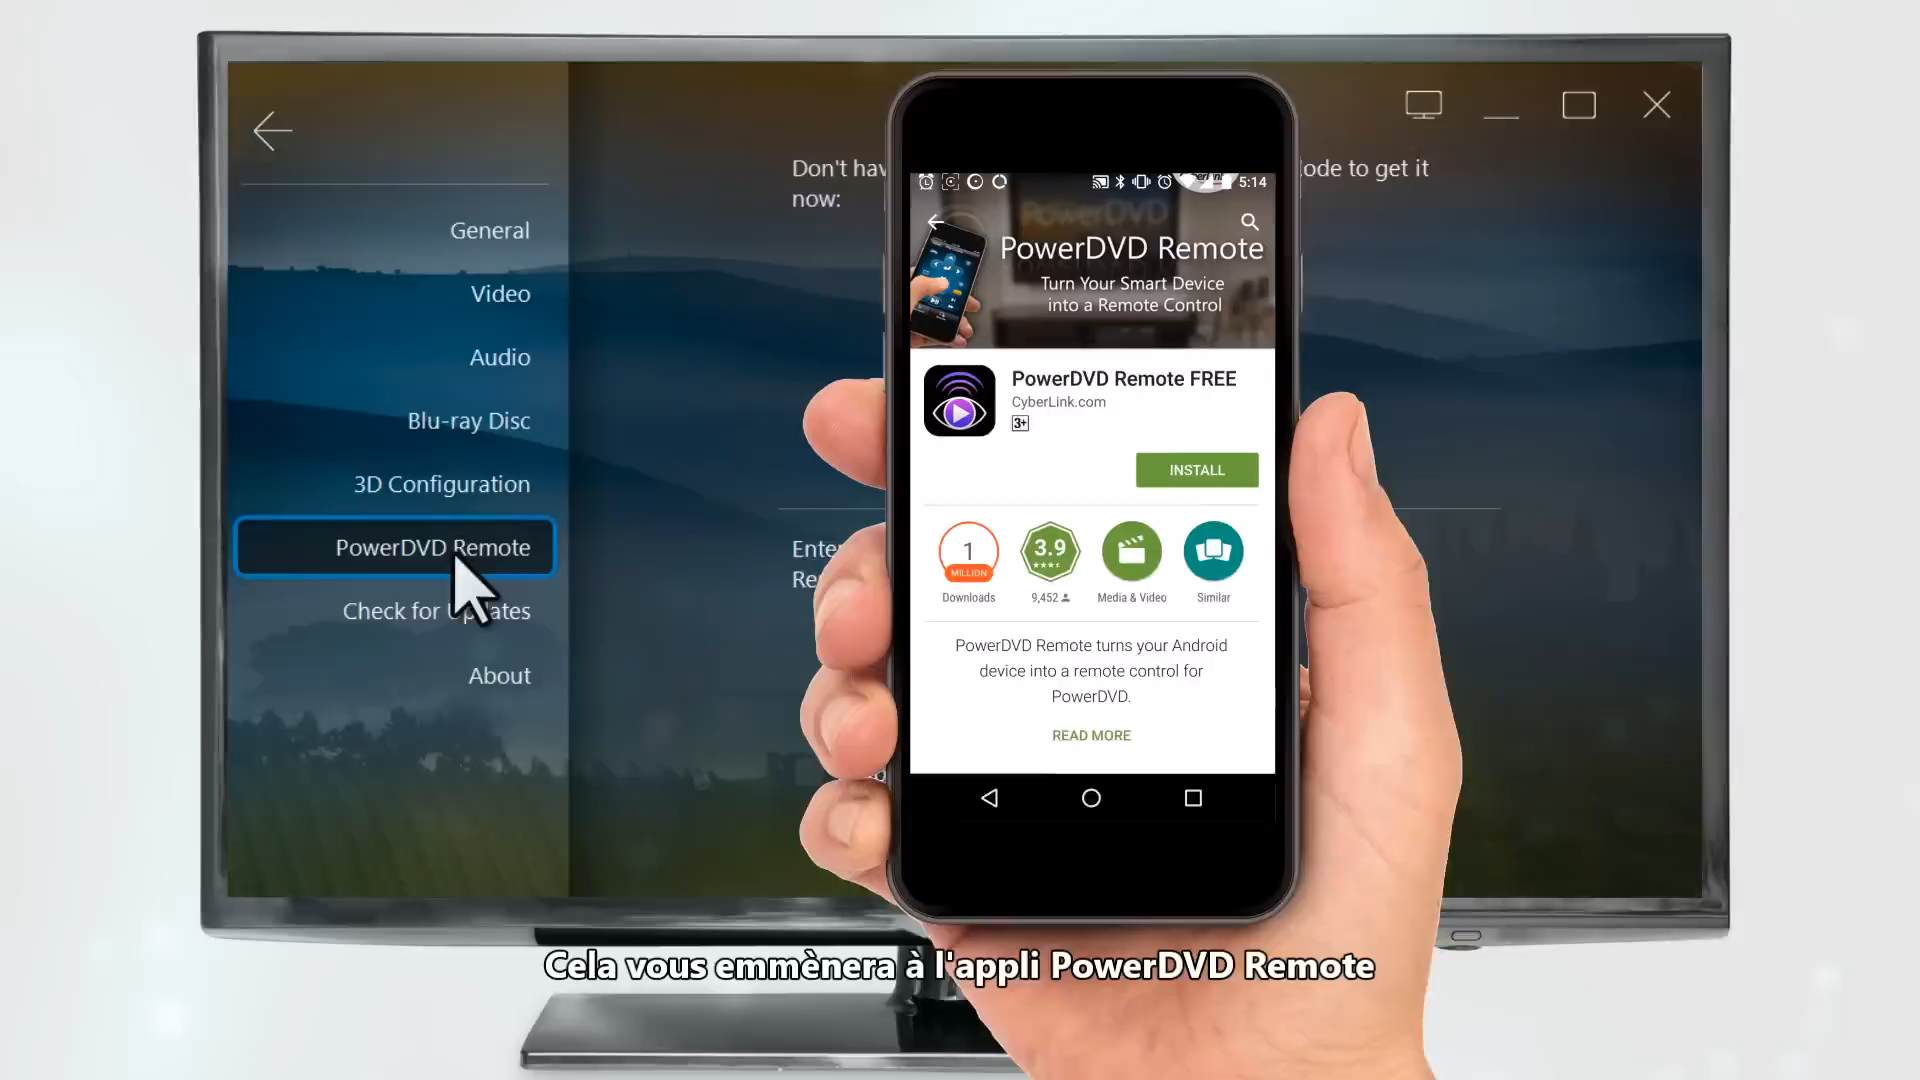 Don't hav
ode to get it
now:
General
Video
Audio
Blu-ray Disc
3D Configuration
PowerDVD Remote
Check for Updates
About
Ente
Re
5:14
PowerDVD
PowerDVD Remote
Turn Your Smart Device
into a Remote Control
PowerDVD Remote FREE
CyberLink.com
3+
INSTALL
1
MILLION
Downloads
3.9
9,452
Media & Video
Similar
PowerDVD Remote turns your Android
device into a remote control for
PowerDVD.
READ MORE
Cela vous emmènera à l'appli PowerDVD Remote